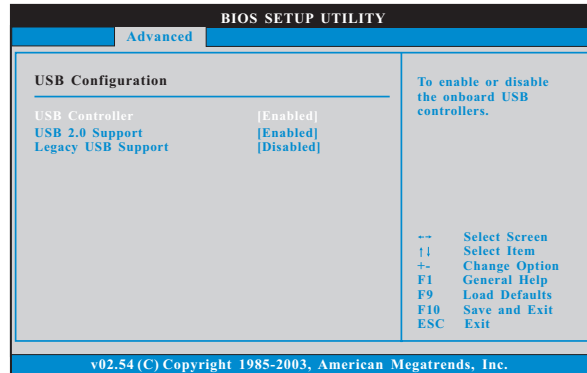 BIOS SETUP UTILITY
Advanced
USB Configuration
USB Controller [Enabled]
USB 2.0 Support [Enabled]
Legacy USB Support [Disabled]
To enable or disable
the onboard USB
controllers.
←→ Select Screen
↑↓ Select Item
+- Change Option
F1 General Help
F9 Load Defaults
F10 Save and Exit
ESC Exit
v02.54 (C) Copyright 1985-2003, American Megatrends, Inc.